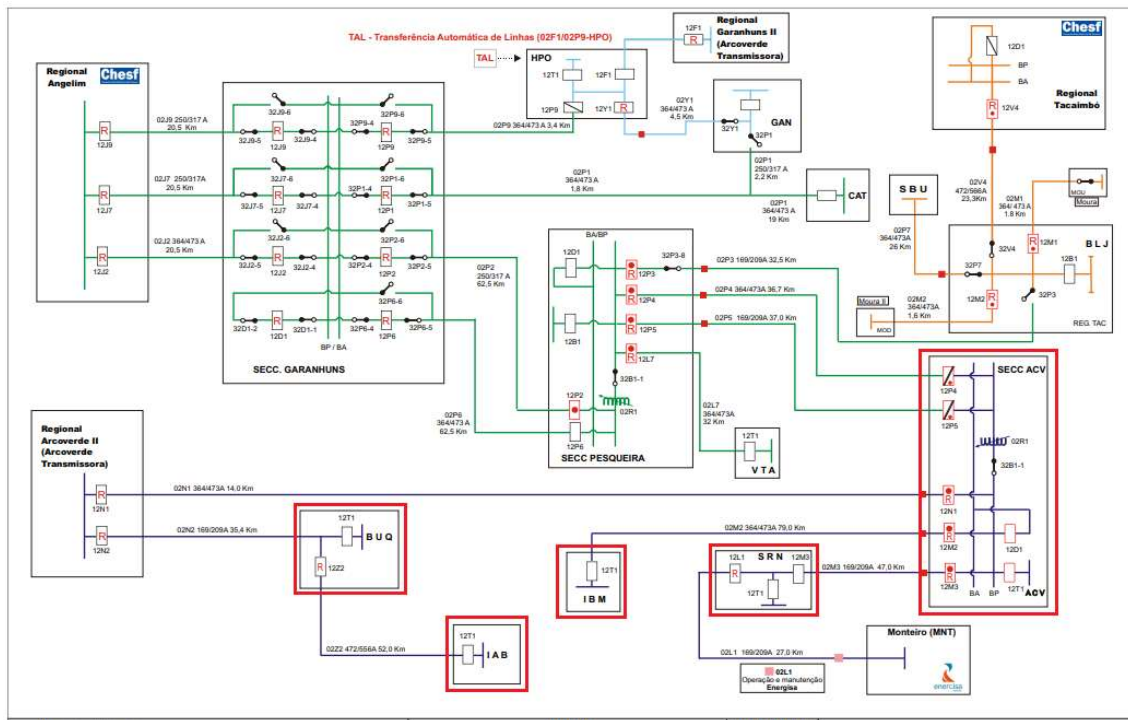 TAL - Transferência Automática de Linhas (02F1/02P9-HPO)
TAL
HPO
12T1
12F1
12P9
12Y1
12F1
Regional
Garanhuns II
(Arcoverde
Transmissora)
02Y1
364/473 A
4,5 Km
32Y1
32P1
GAN
Chesf
12D1
BP
BA
Regional
Tacaimbó
12V4
Regional
Angelim
Chesf
12J9
12J7
12J2
02J9 250/317 A
20,5 Km
02J7 250/317A
20,5 Km
02J2 364/473 A
20,5 Km
32J9-6
32P9-6
32J9-5
12J9
32J9-4
32P9-4
12P9
32P9-5
32J7-6
32P1-6
32J7-5
12J7
32J7-4
32P1-4
12P1
32P1-5
32J2-6
32J2-5
12J2
32J2-4
32P2-4
12P2
32P2-5
32P6-6
32D1-2
12D1
32D1-1
32P6-4
12P6
32P6-5
BP / BA
SECC. GARANHUNS
02P9 364/473 A 3,4 Km
02P1
364/473 A
1,8 Km
02P1
250/317 A
2,2 Km
02P1
364/473 A
19 Km
CAT
02P2
250/317 A
62,5 Km
02P6
364/473 A
62,5 Km
BA/BP
12D1
12P3
32P3-8
12P4
12P5
12B1
12L7
32B1-1
12P2
02R1
12P6
SECC PESQUEIRA
02P3 169/209A 32,5 Km
02P4 364/473A 36,7 Km
02P5 169/209A 37,0 Km
02L7
364/473A
32 Km
12T1
VTA
SBU
02P7
364/473A
26 Km
02V4
472/566A
23,3Km
02M1
364/ 473 A
1.8 Km
MOU
Moura
12M1
BLJ
32V4
12B1
32P7
12M2
32P3
REG. TAC
Moura II
MOD
02M2
364/473A
1,6 Km
SECC ACV
12P4
12P5
02R1
32B1-1
12N1
12M2
12D1
12M3
12T1
BA
BP
ACV
Regional
Arcoverde II
(Arcoverde
Transmissora)
12N1
12N2
02N1 364/473A 14,0 Km
02N2 169/209A 35,4 Km
12T1
BUQ
12Z2
02Z2 472/556A 52,0 Km
12T1
IAB
02M2 364/473A 79,0 Km
12T1
IBM
SRN
12L1
12M3
12T1
02M3 169/209A 47,0 Km
02L1 169/209A 27,0 Km
02L1
Operação e manutenção
Energisa
Monteiro (MNT)
energisa